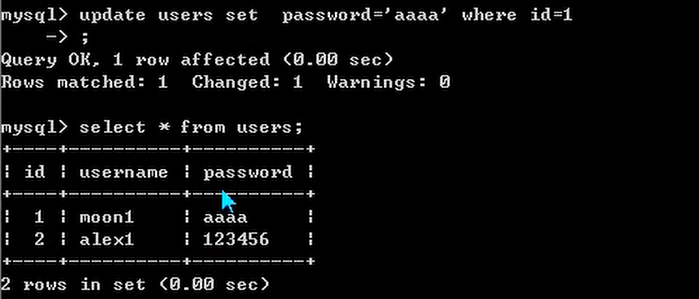 mysql> update users set  password='aaaa' where id=1
    -> ;
Query OK, 1 row affected (0.00 sec)
Rows matched: 1  Changed: 1  Warnings: 0

mysql> select * from users;
+----+----------+----------+
| id | username | password |
+----+----------+----------+
|  1 | moon1    | aaaa     |
|  2 | alex1    | 123456   |
+----+----------+----------+
2 rows in set (0.00 sec)